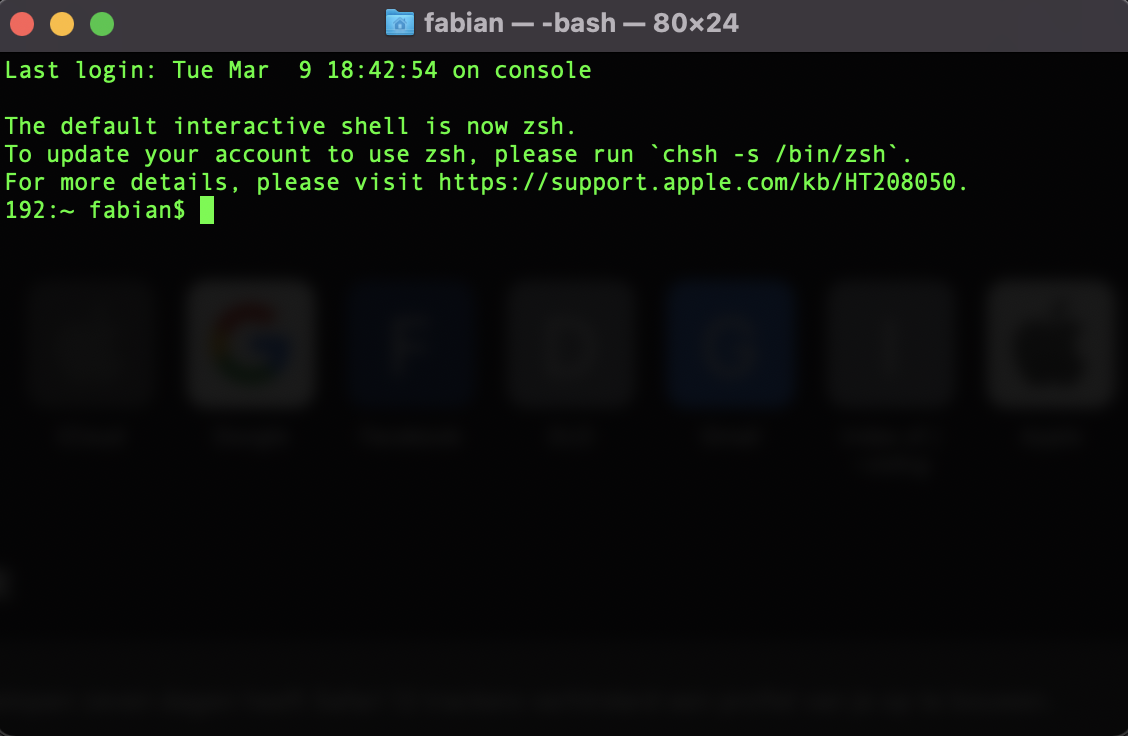 fabian — -bash — 80×24
Last login: Tue Mar  9 18:42:54 on console

The default interactive shell is now zsh.
To update your account to use zsh, please run `chsh -s /bin/zsh`.
For more details, please visit https://support.apple.com/kb/HT208050.
192:~ fabian$